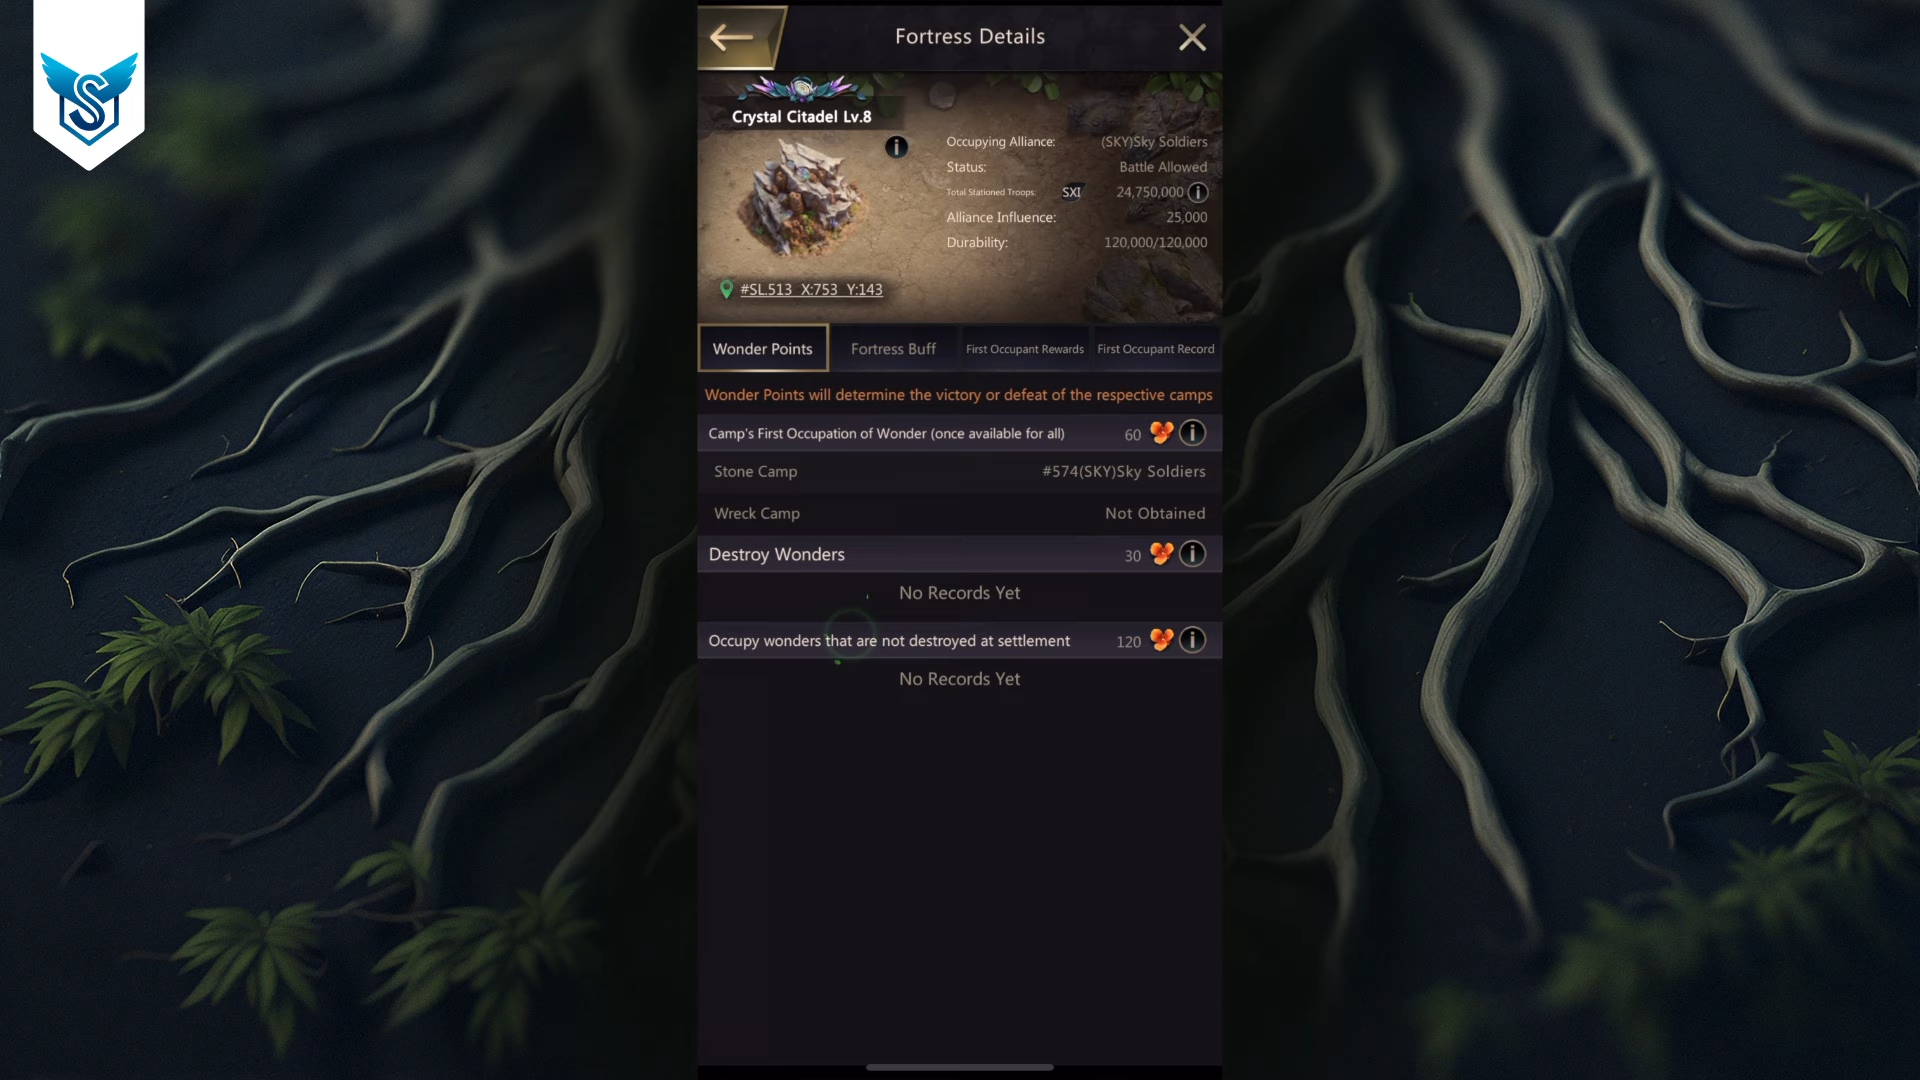 S
Fortress Details
Crystal Citadel Lv.8
Occupying Alliance: (SKY)Sky Soldiers
Status: Battle Allowed
Total Stationed Troops: SXI 24,750,000
Alliance Influence: 25,000
Durability: 120,000/120,000
#SL.513 X:753 Y:143
Wonder Points Fortress Buff First Occupant Rewards First Occupant Record
Wonder Points will determine the victory or defeat of the respective camps
Camp's First Occupation of Wonder (once available for all) 60
Stone Camp #574(SKY)Sky Soldiers
Wreck Camp Not Obtained
Destroy Wonders 30
No Records Yet
Occupy wonders that are not destroyed at settlement 120
No Records Yet